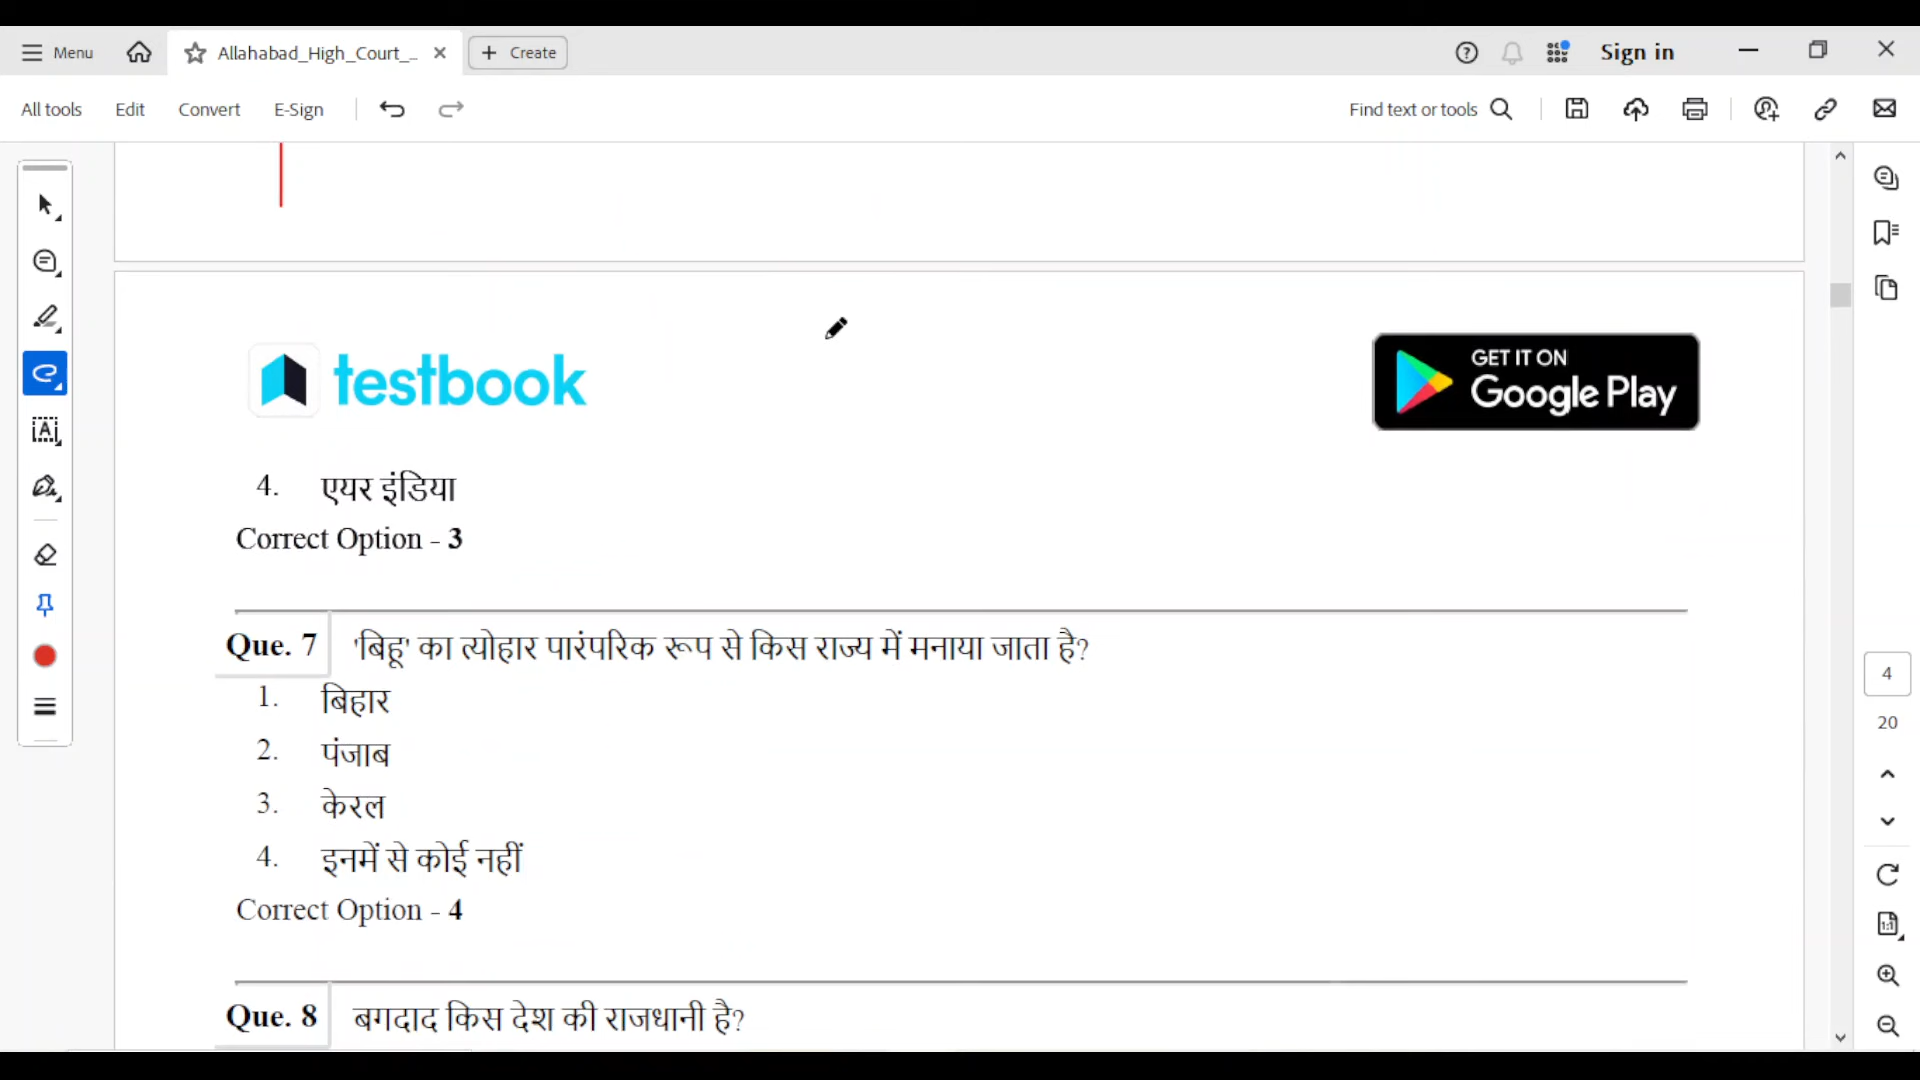 Menu
Allahabad_High_Court_...
Create
Sign in
All tools
Edit
Convert
E-Sign
Find text or tools
testbook
GET IT ON
Google Play
4. एयर इंडिया
Correct Option - 3
Que. 7 'बिहू' का त्योहार पारंपरिक रूप से किस राज्य में मनाया जाता है?
1. बिहार
2. पंजाब
3. केरल
4. इनमें से कोई नहीं
Correct Option - 4
Que. 8 बगदाद किस देश की राजधानी है?
4
20